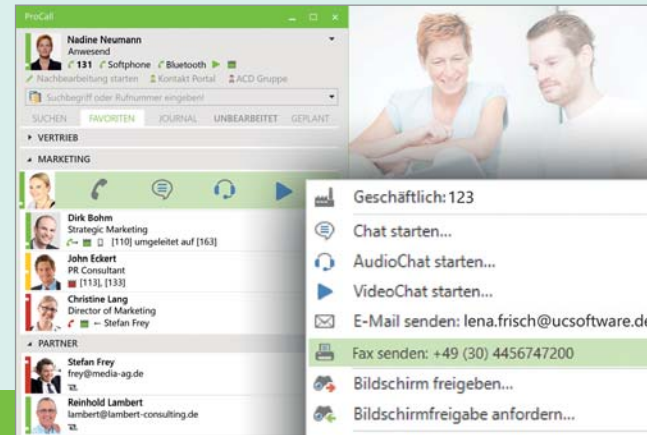 ProCall
Nadine Neumann
Anwesend
131 Softphone Bluetooth
Nachbearbeitung starten Kontakt Portal ACD Gruppe
Suchbegriff oder Rufnummer eingeben!
SUCHEN FAVORITEN JOURNAL UNBEARBEITET GEPLANT
VERTRIEB
MARKETING
Dirk Bohm
Strategic Marketing
[110] umgeleitet auf [163]
John Eckert
PR Consultant
[113], [133]
Christine Lang
Director of Marketing
← Stefan Frey
PARTNER
Stefan Frey
frey@media-ag.de
Reinhold Lambert
lambert@lambert-consulting.de
Geschäftlich: 123
Chat starten...
AudioChat starten...
VideoChat starten...
E-Mail senden: lena.frisch@ucsoftware.de
Fax senden: +49 (30) 4456747200
Bildschirm freigeben...
Bildschirmfreigabe anfordern...